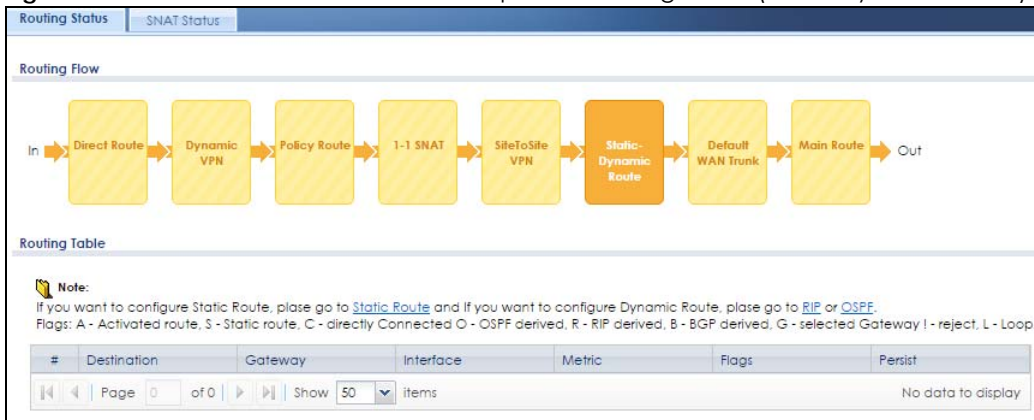 Routing Status
SNAT Status
Routing Flow
In
Direct Route
Dynamic
VPN
Policy Route
1-1 SNAT
SiteToSite
VPN
Static-
Dynamic
Route
Default
WAN Trunk
Main Route
Out
Routing Table
Note:
If you want to configure Static Route, plase go to Static Route and If you want to configure Dynamic Route, plase go to RIP or OSPF.
Flags: A - Activated route, S - Static route, C - directly Connected O - OSPF derived, R - RIP derived, B - BGP derived, G - selected Gateway ! - reject, L - Loop
# Destination Gateway Interface Metric Flags Persist
Page 0 of 0 Show 50 items No data to display